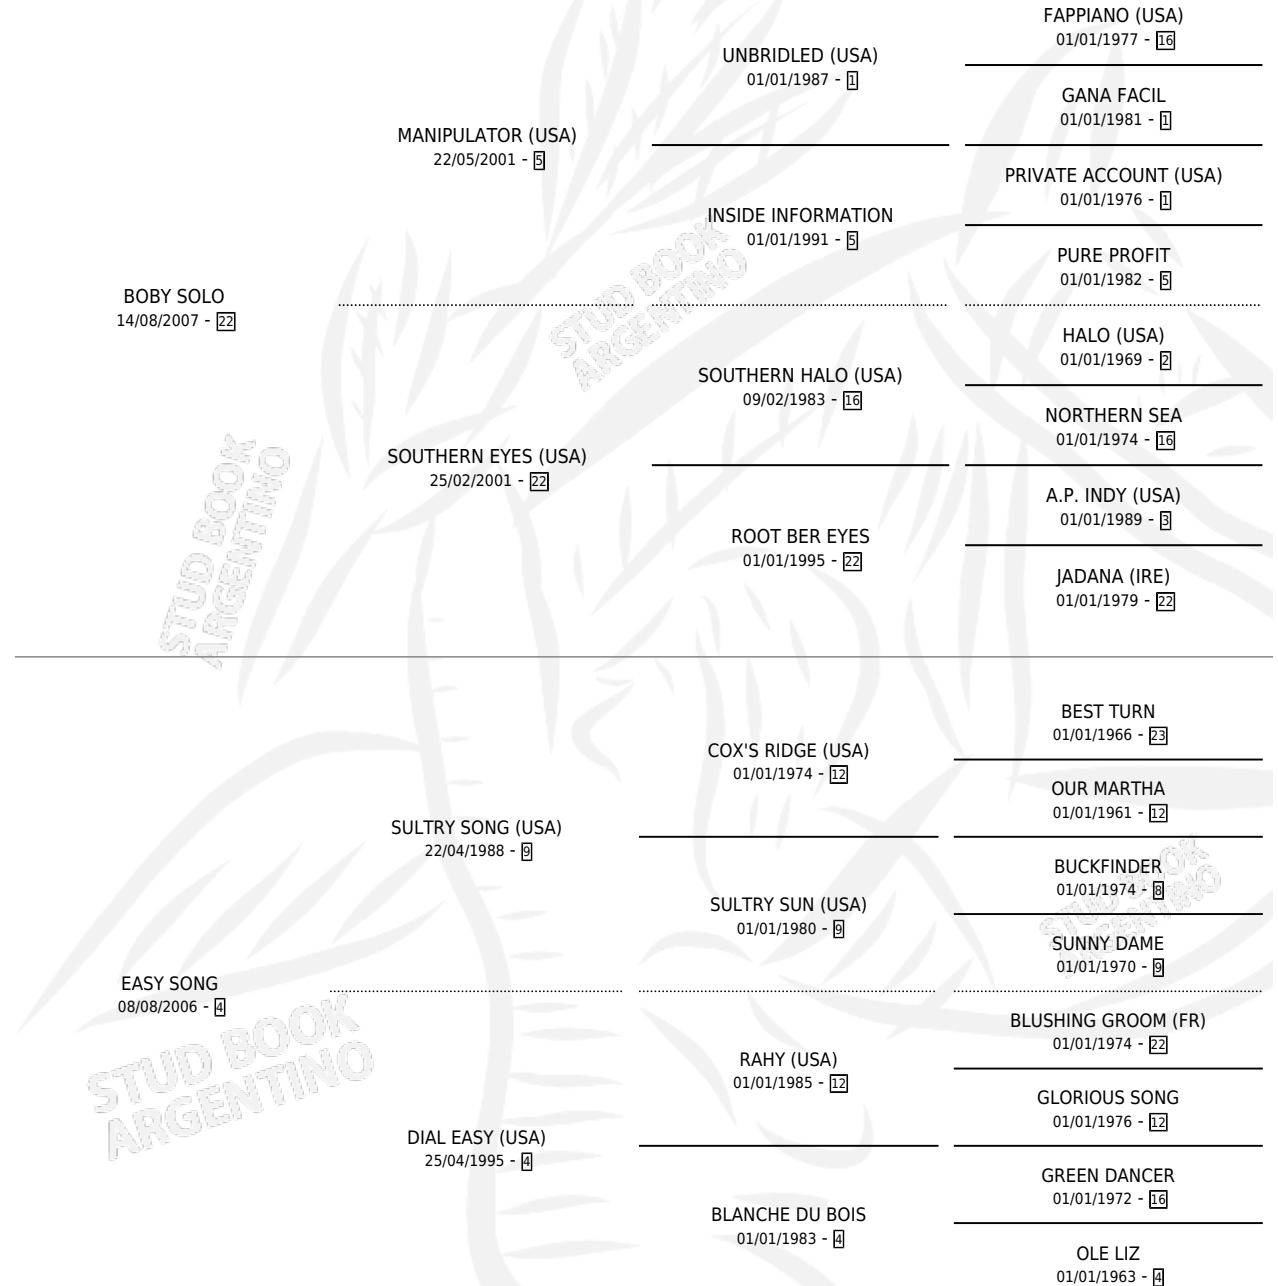 FAPPIANO (USA)
01/01/1977 - 16
UNBRIDLED (USA)
01/01/1987 - 1
GANA FACIL
01/01/1981 - 1
MANIPULATOR (USA)
22/05/2001 - 5
PRIVATE ACCOUNT (USA)
01/01/1976 - 1
INSIDE INFORMATION
01/01/1991 - 5
PURE PROFIT
01/01/1982 - 5
BOBY SOLO
14/08/2007 - 22
HALO (USA)
01/01/1969 - 2
SOUTHERN HALO (USA)
09/02/1983 - 16
NORTHERN SEA
01/01/1974 - 16
SOUTHERN EYES (USA)
25/02/2001 - 22
A.P. INDY (USA)
01/01/1989 - 3
ROOT BER EYES
01/01/1995 - 22
JADANA (IRE)
01/01/1979 - 22
BEST TURN
01/01/1966 - 23
COX'S RIDGE (USA)
01/01/1974 - 12
OUR MARTHA
01/01/1961 - 12
SULTRY SONG (USA)
22/04/1988 - 9
BUCKFINDER
01/01/1974 - 8
SULTRY SUN (USA)
01/01/1980 - 9
SUNNY DAME
01/01/1970 - 9
EASY SONG
08/08/2006 - 4
BLUSHING GROOM (FR)
01/01/1974 - 22
RAHY (USA)
01/01/1985 - 12
GLORIOUS SONG
01/01/1976 - 12
DIAL EASY (USA)
25/04/1995 - 4
GREEN DANCER
01/01/1972 - 16
BLANCHE DU BOIS
01/01/1983 - 4
OLE LIZ
01/01/1963 - 4
STUD BOOK
ARGENTINO
STUD BOOK
ARGENTINO
STUD BOOK
ARGENTINO
STUD BOOK
ARGENTINO